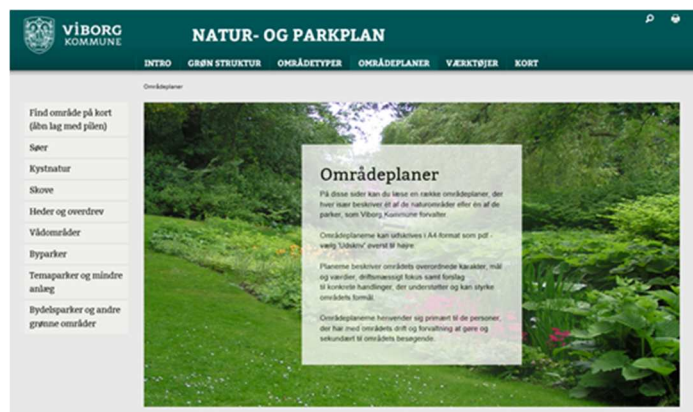 VIBORG
KOMMUNE
NATUR- OG PARKPLAN
INTRO GRØN STRUKTUR OMRÅDETYPER OMRÅDEPLANER VÆRKTØJER KORT
Områdeplaner
Find område på kort
(åbn lag med pilen)
Søer
Kystnatur
Skove
Heder og overdrev
Vådområder
Byparker
Temaparker og mindre
anlæg
Bydelsparker og andre
grønne områder
Områdeplaner
På disse sider kan du læse en række områdeplaner, der
hver især beskriver ét af de naturområder eller én af de
parker, som Viborg Kommune forvalter.
Områdeplanerne kan udskrives i A4-format som pdf -
vælg 'Udskriv' øverst til højre.
Planerne beskriver områdets overordnede karakter, mål
og værdier, driftsmæssigt fokus samt forslag
til konkrete handlinger, der understøtter og kan styrke
områdets formål.
Områdeplanerne henvender sig primært til de personer,
der har med områdets drift og forvaltning at gøre og
sekundært til områdets besøgende.